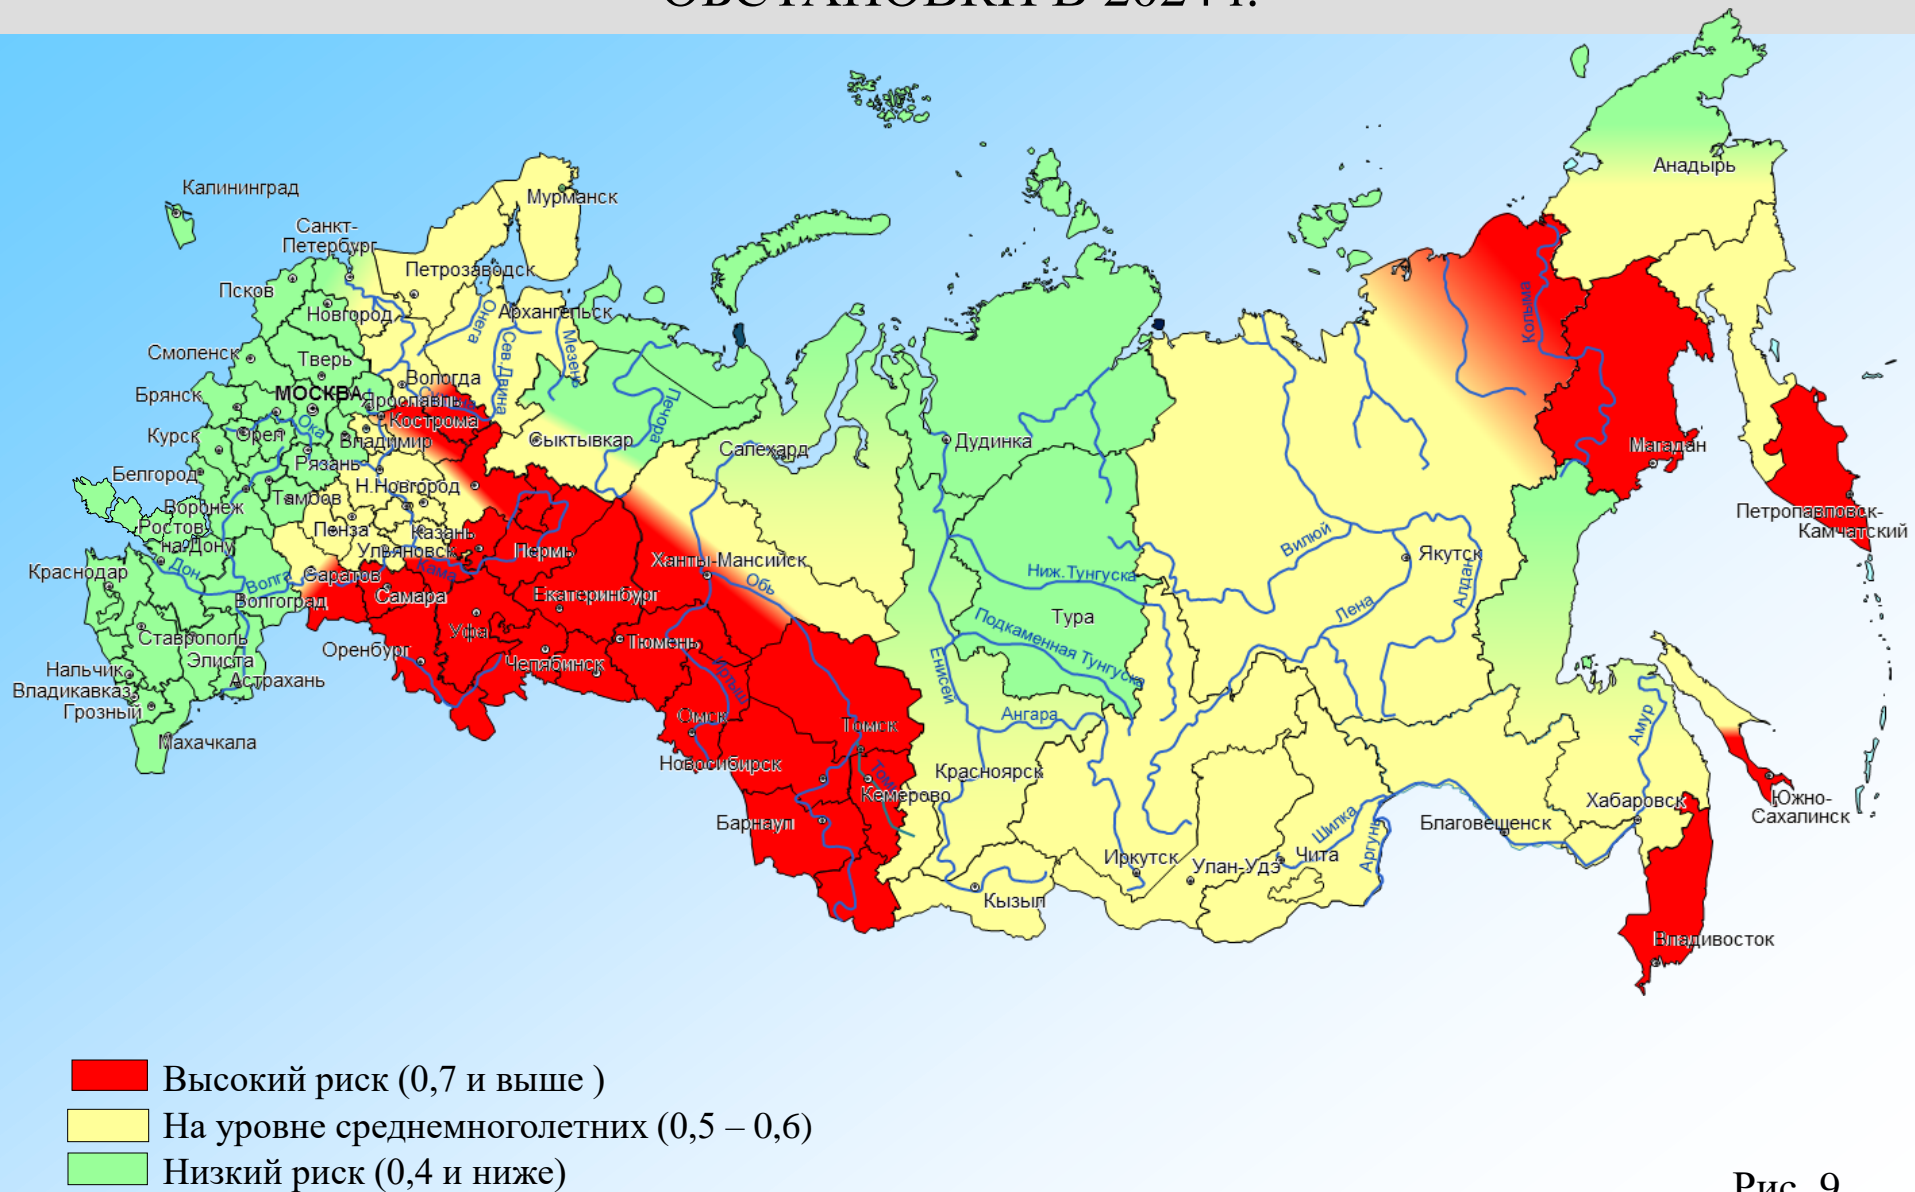 ОБСТАНОВКИ В 2024 г.
Анадырь
Калининград
Мурманск
Санкт-
Петербург
Петрозаводск
Псков
Новгород
Онега
Архангельск
Колыма
Смоленск
Тверь
Сев.Двина
Мезень
Вологда
Брянск
МОСКВА
Ярославль
Печора
Кострома
Курск
Орел
Ока
Владимир
Сыктывкар
Салехард
Дудинка
Магадан
Белгород
Рязань
Н.Новгород
Воронеж
Тамбов
Петропавловск-
Камчатский
Ростов-
на-Дону
Пенза
Казань
Ульяновск
Пермь
Вилюй
Якутск
Ханты-Мансийск
Обь
Краснодар
Дон
Волга
Саратов
Кама
Ниж.Тунгуска
Алдан
Волгоград
Самара
Екатеринбург
Тура
Лена
Ставрополь
Уфа
Оренбург
Тюмень
Подкаменная Тунгуска
Элиста
Челябинск
Нальчик
Астрахань
Иртыш
Енисей
Владикавказ
Грозный
Омск
Томск
Ангара
Амур
Махачкала
Новосибирск
Томь
Кемерово
Красноярск
Хабаровск
Южно-
Сахалинск
Барнаул
Шилка
Аргунь
Благовещенск
Иркутск
Улан-Удэ
Чита
Кызыл
Владивосток
Высокий риск (0,7 и выше )
На уровне среднемноголетних (0,5 – 0,6)
Низкий риск (0,4 и ниже)
Рис. 9